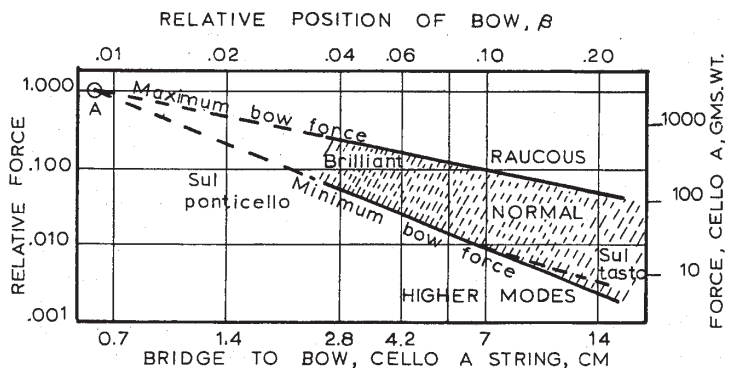 RELATIVE POSITION OF BOW, β
.01 .02 .04 .06 .10 .20
1.000
A
Maximum bow force
1000
Brilliant
RAUCOUS
.100
Sul
ponticello
Minimum bow force
NORMAL
100
.010
Sul
tasto
10
HIGHER MODES
.001
RELATIVE FORCE
FORCE, CELLO A, GMS.WT.
0.7 1.4 2.8 4.2 7 14
BRIDGE TO BOW, CELLO A STRING, CM